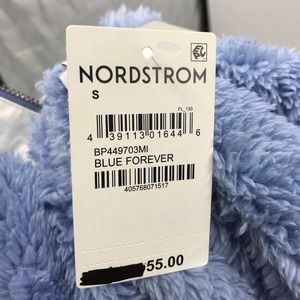 NORDSTROM
S
FL_130
4 39113 01644 6
BP449703MI
BLUE FOREVER
405768071517
55.00